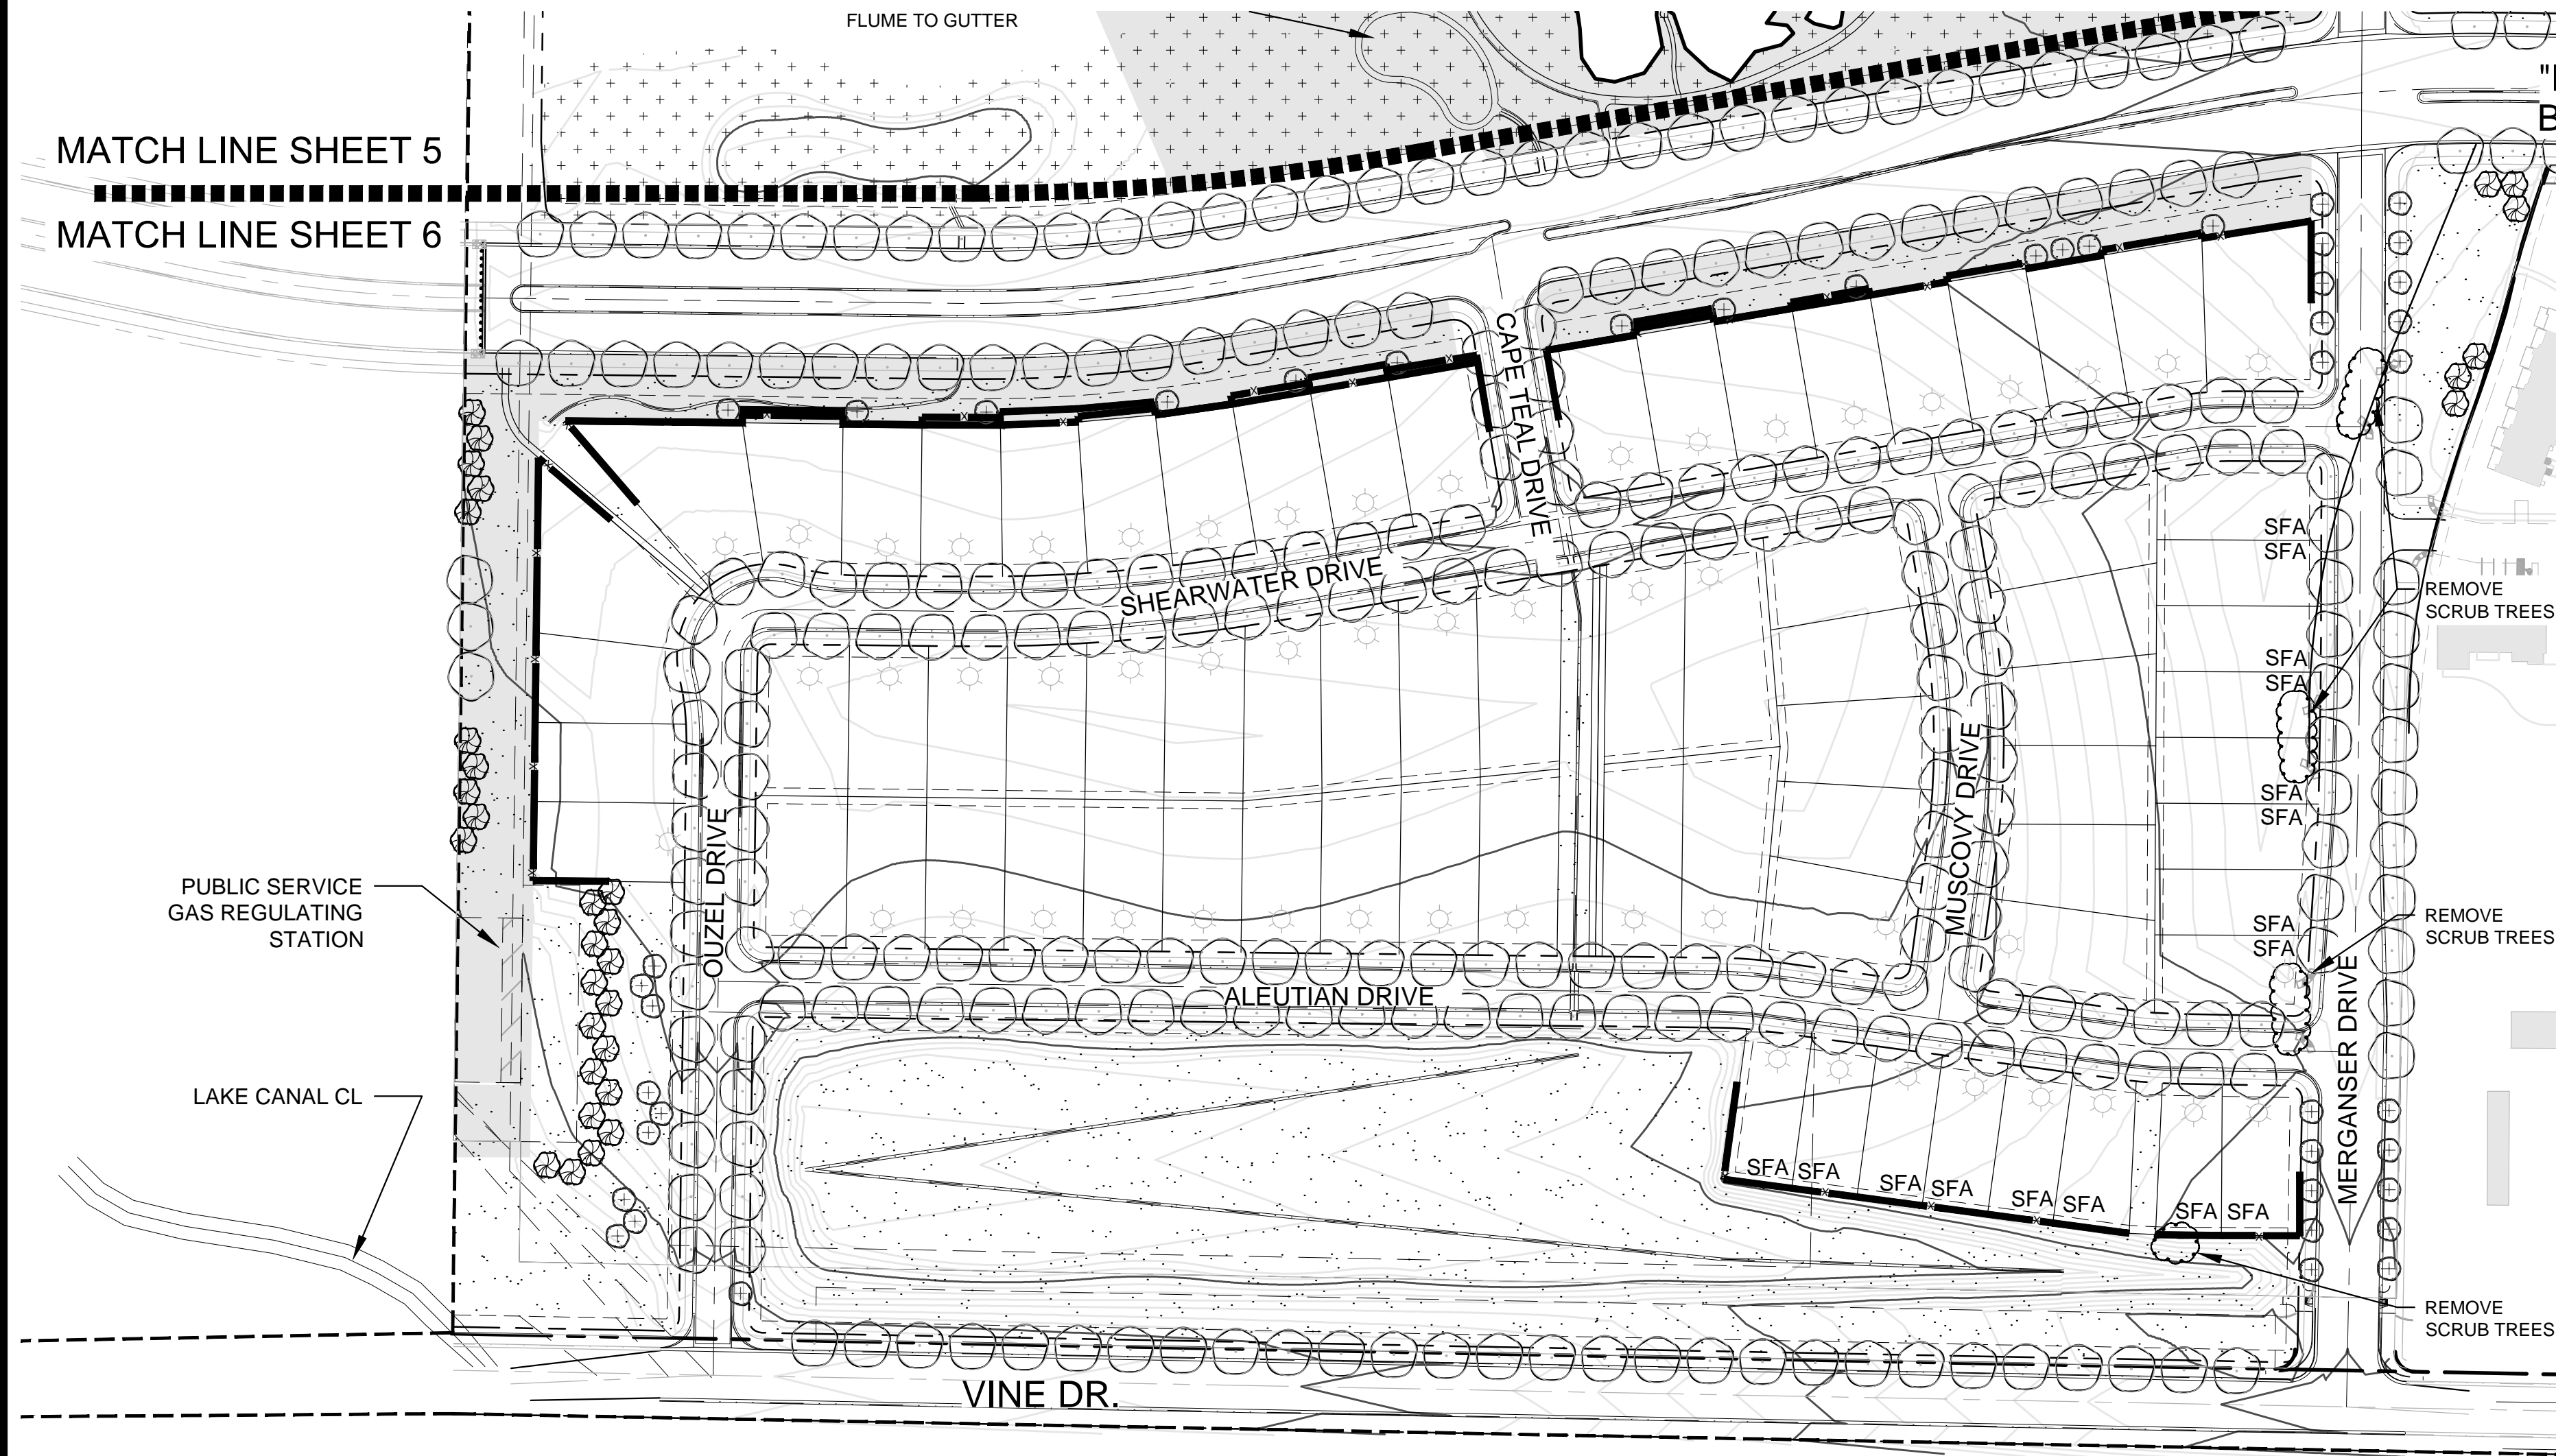 FLUME TO GUTTER
"
B
MATCH LINE SHEET 5
MATCH LINE SHEET 6
CAPE TEAL DRIVE
SHEARWATER DRIVE
SFA
SFA
REMOVE
SCRUB TREES
SFA
SFA
OUZEL DRIVE
MUSCOVY DRIVE
SFA
SFA
PUBLIC SERVICE
GAS REGULATING
STATION
SFA
SFA
REMOVE
SCRUB TREES
ALEUTIAN DRIVE
MERGANSER DRIVE
LAKE CANAL CL
SFA SFA SFA SFA SFA SFA SFA SFA
REMOVE
SCRUB TREES
VINE DR.